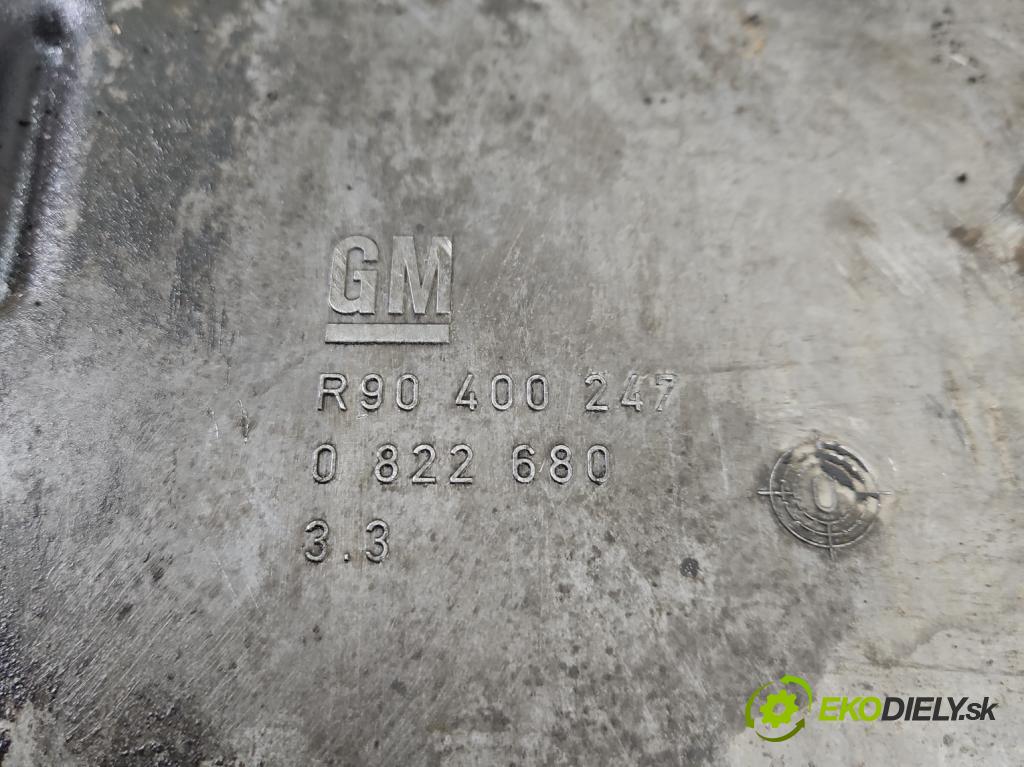 GM
R90 400 247
0 822 680
3.3
EKODIELY.sk